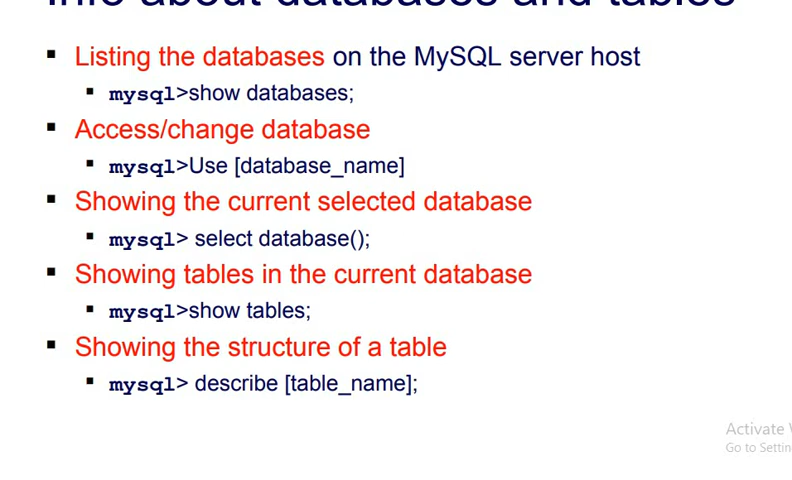 Info about databases and tables
▪ Listing the databases on the MySQL server host
▪ mysql>show databases;
▪ Access/change database
▪ mysql>Use [database_name]
▪ Showing the current selected database
▪ mysql> select database();
▪ Showing tables in the current database
▪ mysql>show tables;
▪ Showing the structure of a table
▪ mysql> describe [table_name];
Activate
Go to Settin